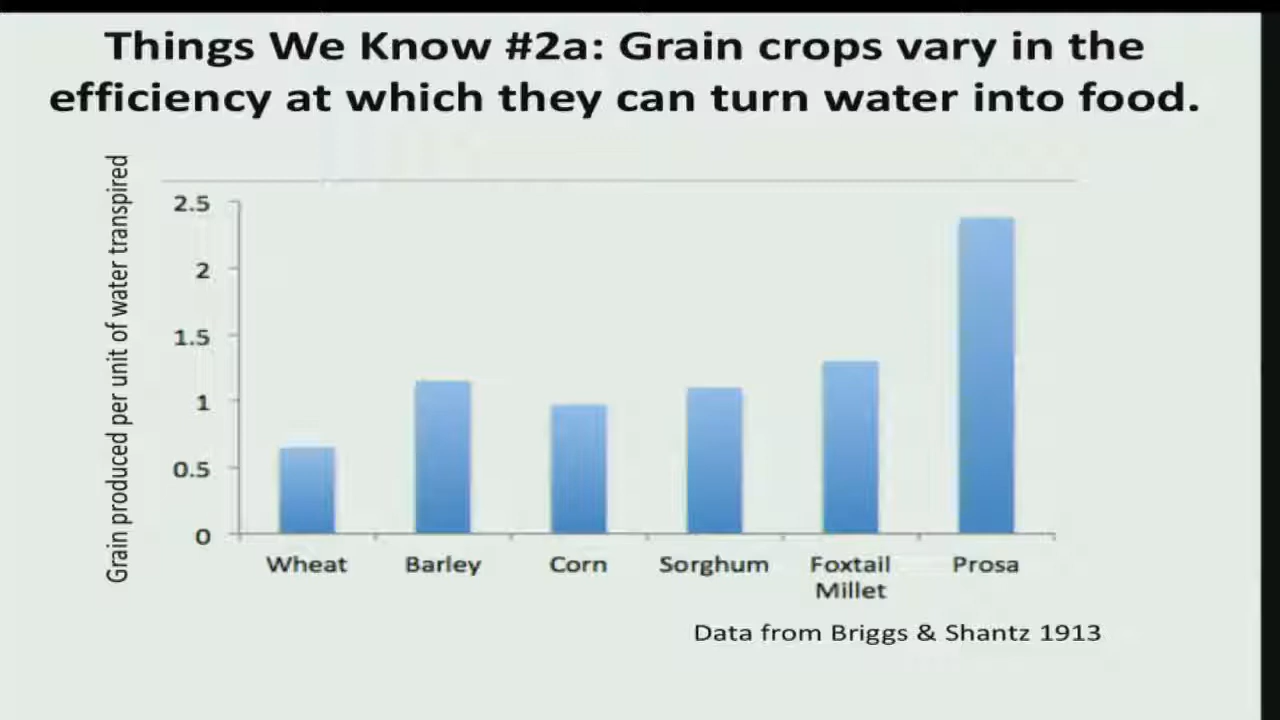 Things We Know #2a: Grain crops vary in the
efficiency at which they can turn water into food.
Grain produced per unit of water transpired
2.5
2
1.5
1
0.5
0
Wheat
Barley
Corn
Sorghum
Foxtail
Millet
Prosa
Data from Briggs & Shantz 1913